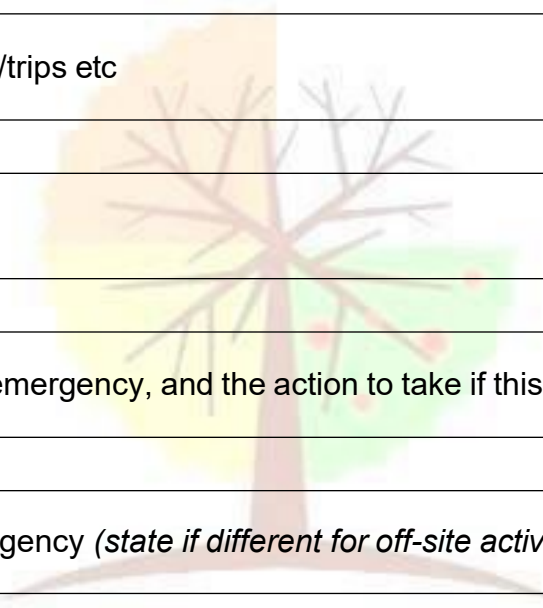 /trips etc
emergency, and the action to take if this
gency (state if different for off-site activ